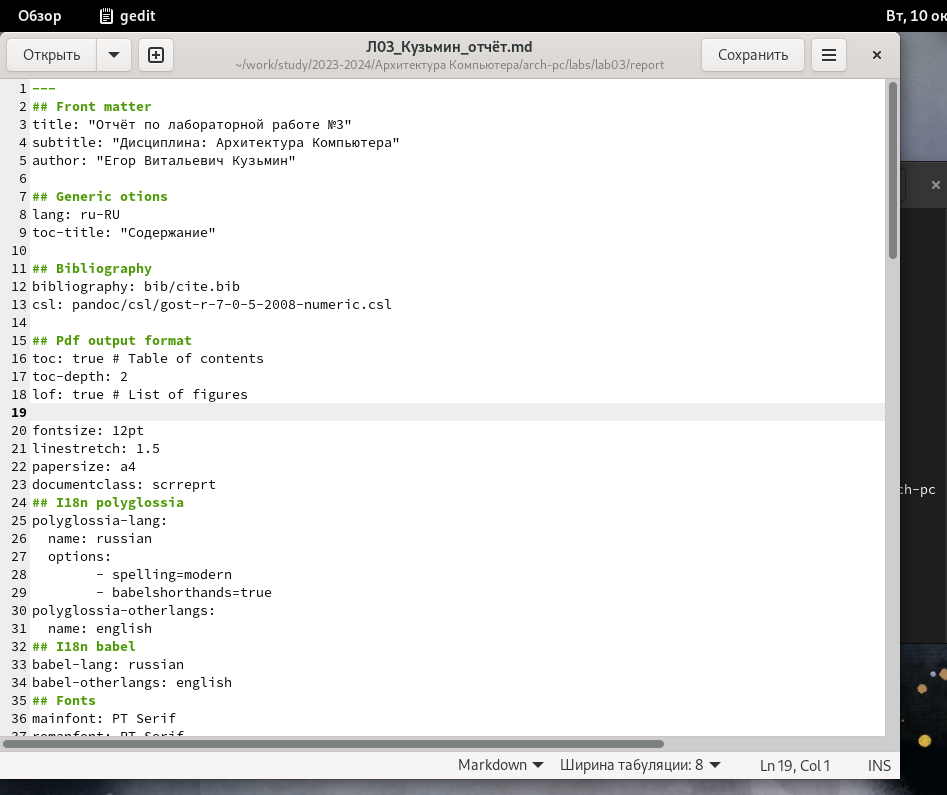 Обзор gedit Вт, 10 ок
Открыть Л03_Кузьмин_отчёт.md Сохранить
~/work/study/2023-2024/Архитектура Компьютера/arch-pc/labs/lab03/report
1 ---
2 ## Front matter
3 title: "Отчёт по лабораторной работе №3"
4 subtitle: "Дисциплина: Архитектура Компьютера"
5 author: "Егор Витальевич Кузьмин"
6
7 ## Generic otions
8 lang: ru-RU
9 toc-title: "Содержание"
10
11 ## Bibliography
12 bibliography: bib/cite.bib
13 csl: pandoc/csl/gost-r-7-0-5-2008-numeric.csl
14
15 ## Pdf output format
16 toc: true # Table of contents
17 toc-depth: 2
18 lof: true # List of figures
19
20 fontsize: 12pt
21 linestretch: 1.5
22 papersize: a4
23 documentclass: scrreprt
24 ## I18n polyglossia
25 polyglossia-lang:
26   name: russian
27   options:
28         - spelling=modern
29         - babelshorthands=true
30 polyglossia-otherlangs:
31   name: english
32 ## I18n babel
33 babel-lang: russian
34 babel-otherlangs: english
35 ## Fonts
36 mainfont: PT Serif
37 romanfont: PT Serif
ch-pc
Markdown Ширина табуляции: 8 Ln 19, Col 1 INS